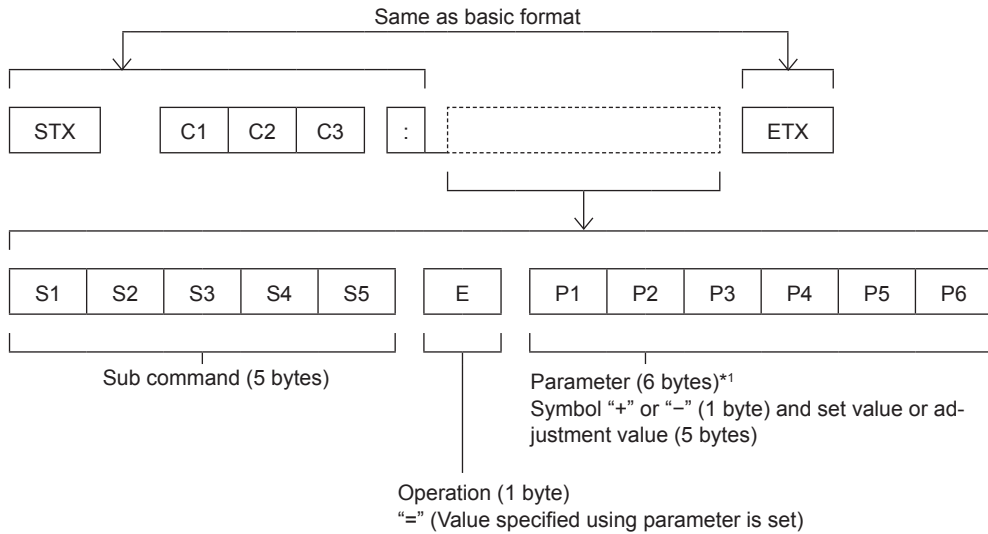 Same as basic format
STX C1 C2 C3 : ETX
S1 S2 S3 S4 S5 E P1 P2 P3 P4 P5 P6
Sub command (5 bytes)
Parameter (6 bytes)*1
Symbol “+” or “−” (1 byte) and set value or ad-
justment value (5 bytes)
Operation (1 byte)
“=” (Value specified using parameter is set)